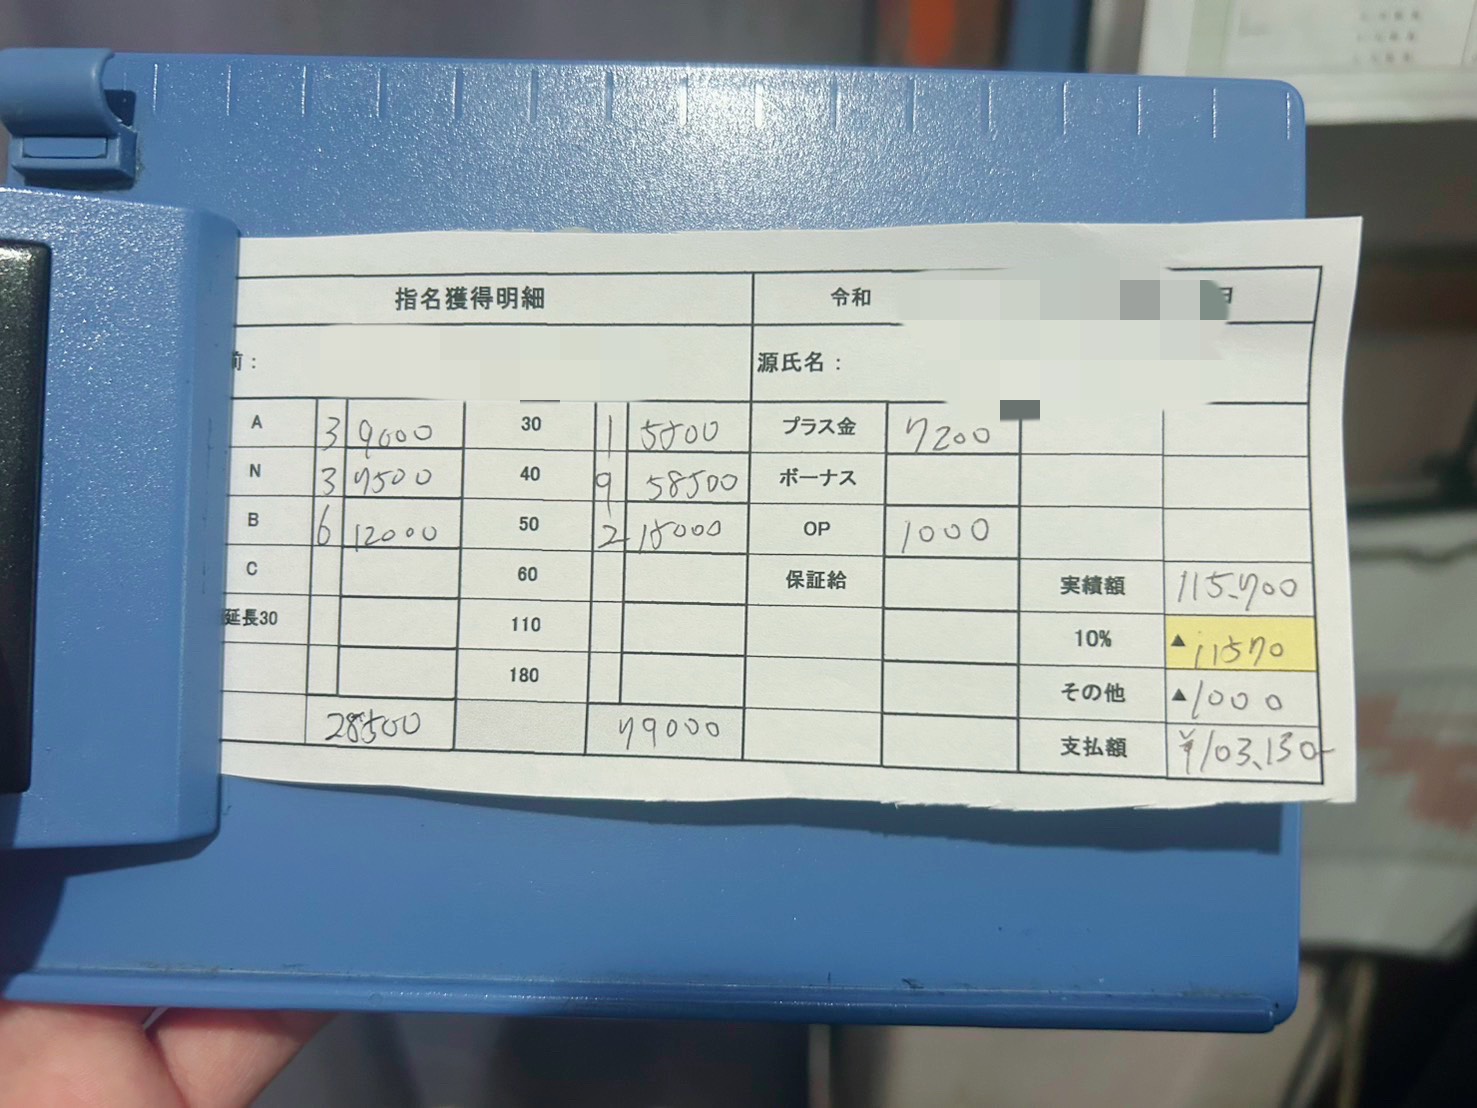 指名獲得明細 令和 日
前： 源氏名：
A 3 9000 30 1 5500 プラス金 7200
N 3 7500 40 9 58500 ボーナス
B 6 12000 50 2 15000 OP 1000
C 60 保証給 実績額 115,700
延長30 110 10% ▲11570
180 その他 ▲1000
28500 79000 支払額 ¥103,130-